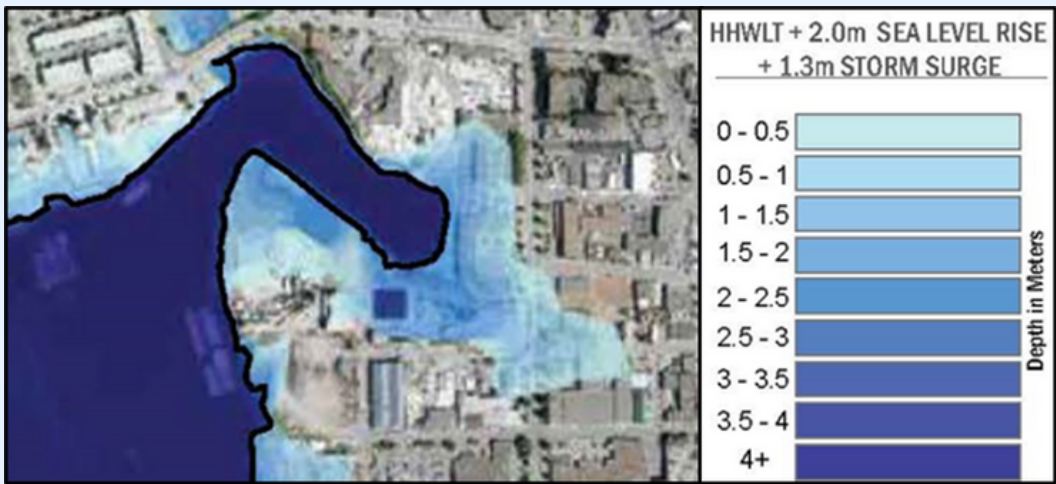 HHWLT + 2.0m SEA LEVEL RISE
+ 1.3m STORM SURGE
0 - 0.5
0.5 - 1
1 - 1.5
1.5 - 2
2 - 2.5
2.5 - 3
3 - 3.5
3.5 - 4
4+
Depth in Meters